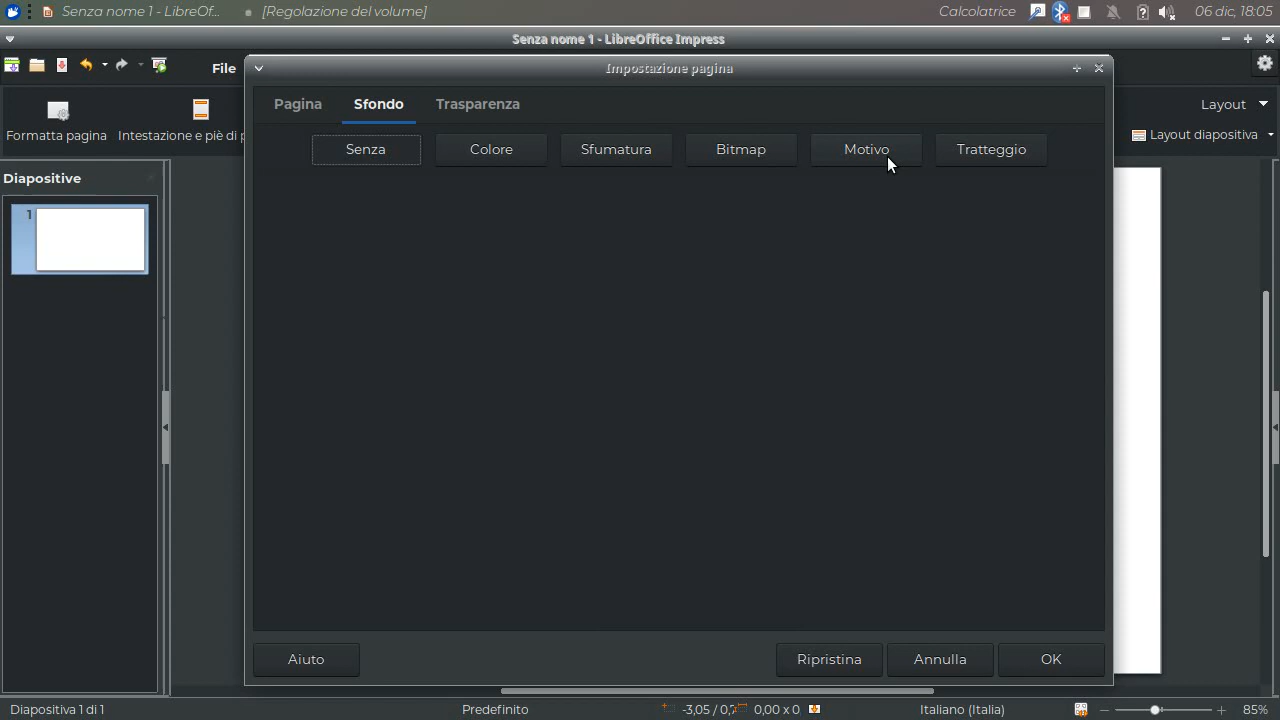 Senza nome 1 - LibreOf...
[Regolazione del volume]
Calcolatrice
06 dic, 18:05
Senza nome 1 - LibreOffice Impress
File
Impostazione pagina
Pagina
Sfondo
Trasparenza
Formatta pagina
Intestazione e piè di p
Layout
Layout diapositiva
Senza
Colore
Sfumatura
Bitmap
Motivo
Tratteggio
Diapositive
1
Aiuto
Ripristina
Annulla
OK
Diapositiva 1 di 1
Predefinito
-3,05 / 0,7
0,00 x 0
Italiano (Italia)
85%